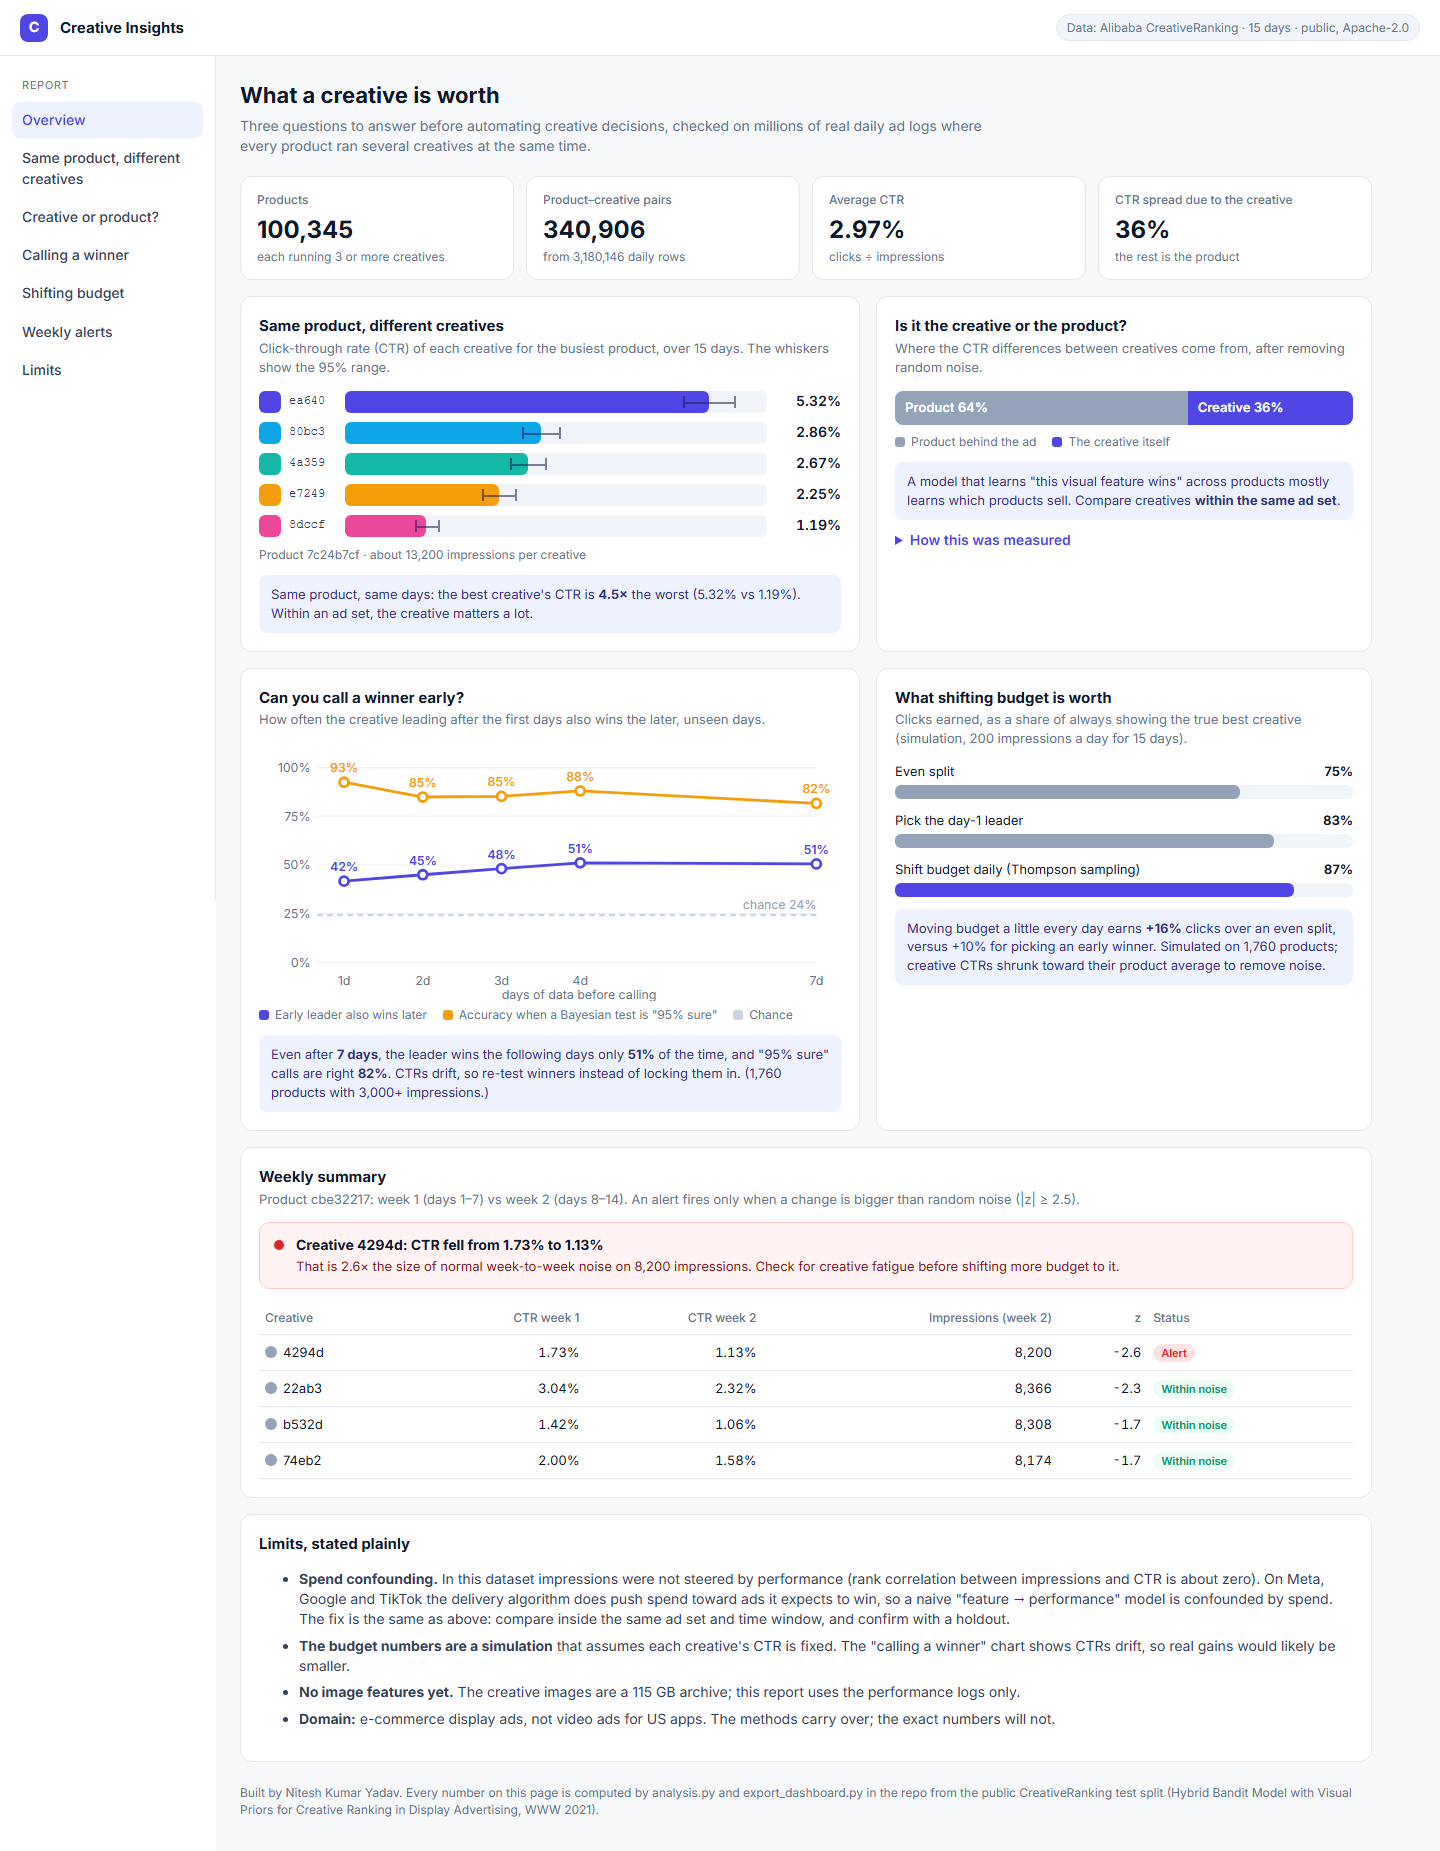 C Creative Insights
Data: Alibaba CreativeRanking · 15 days · public, Apache-2.0
REPORT
Overview
Same product, different
creatives
Creative or product?
Calling a winner
Shifting budget
Weekly alerts
Limits
What a creative is worth
Three questions to answer before automating creative decisions, checked on millions of real daily ad logs where
every product ran several creatives at the same time.
Products
100,345
each running 3 or more creatives
Product–creative pairs
340,906
from 3,180,146 daily rows
Average CTR
2.97%
clicks ÷ impressions
CTR spread due to the creative
36%
the rest is the product
Same product, different creatives
Click-through rate (CTR) of each creative for the busiest product, over 15 days. The whiskers
show the 95% range.
ea640 5.32%
80bc3 2.86%
4a359 2.67%
e7249 2.25%
8dccf 1.19%
Product 7c24b7cf · about 13,200 impressions per creative
Same product, same days: the best creative's CTR is 4.5× the worst (5.32% vs 1.19%).
Within an ad set, the creative matters a lot.
Is it the creative or the product?
Where the CTR differences between creatives come from, after removing
random noise.
Product 64% Creative 36%
Product behind the ad The creative itself
A model that learns "this visual feature wins" across products mostly
learns which products sell. Compare creatives within the same ad set.
▶ How this was measured
Can you call a winner early?
How often the creative leading after the first days also wins the later, unseen days.
100% 93% 85% 85% 88% 82%
75%
50% 42% 45% 48% 51% 51%
25% chance 24%
0%
1d 2d 3d 4d 7d
days of data before calling
Early leader also wins later Accuracy when a Bayesian test is "95% sure" Chance
Even after 7 days, the leader wins the following days only 51% of the time, and "95% sure"
calls are right 82%. CTRs drift, so re-test winners instead of locking them in. (1,760
products with 3,000+ impressions.)
What shifting budget is worth
Clicks earned, as a share of always showing the true best creative
(simulation, 200 impressions a day for 15 days).
Even split 75%
Pick the day-1 leader 83%
Shift budget daily (Thompson sampling) 87%
Moving budget a little every day earns +16% clicks over an even split,
versus +10% for picking an early winner. Simulated on 1,760 products;
creative CTRs shrunk toward their product average to remove noise.
Weekly summary
Product cbe32217: week 1 (days 1–7) vs week 2 (days 8–14). An alert fires only when a change is bigger than random noise (|z| ≥ 2.5).
Creative 4294d: CTR fell from 1.73% to 1.13%
That is 2.6× the size of normal week-to-week noise on 8,200 impressions. Check for creative fatigue before shifting more budget to it.
Creative CTR week 1 CTR week 2 Impressions (week 2) z Status
4294d 1.73% 1.13% 8,200 -2.6 Alert
22ab3 3.04% 2.32% 8,366 -2.3 Within noise
b532d 1.42% 1.06% 8,308 -1.7 Within noise
74eb2 2.00% 1.58% 8,174 -1.7 Within noise
Limits, stated plainly
• Spend confounding. In this dataset impressions were not steered by performance (rank correlation between impressions and CTR is about zero). On Meta,
Google and TikTok the delivery algorithm does push spend toward ads it expects to win, so a naive "feature → performance" model is confounded by spend.
The fix is the same as above: compare inside the same ad set and time window, and confirm with a holdout.
• The budget numbers are a simulation that assumes each creative's CTR is fixed. The "calling a winner" chart shows CTRs drift, so real gains would likely be
smaller.
• No image features yet. The creative images are a 115 GB archive; this report uses the performance logs only.
• Domain: e-commerce display ads, not video ads for US apps. The methods carry over; the exact numbers will not.
Built by Nitesh Kumar Yadav. Every number on this page is computed by analysis.py and export_dashboard.py in the repo from the public CreativeRanking test split (Hybrid Bandit Model with Visual
Priors for Creative Ranking in Display Advertising, WWW 2021).